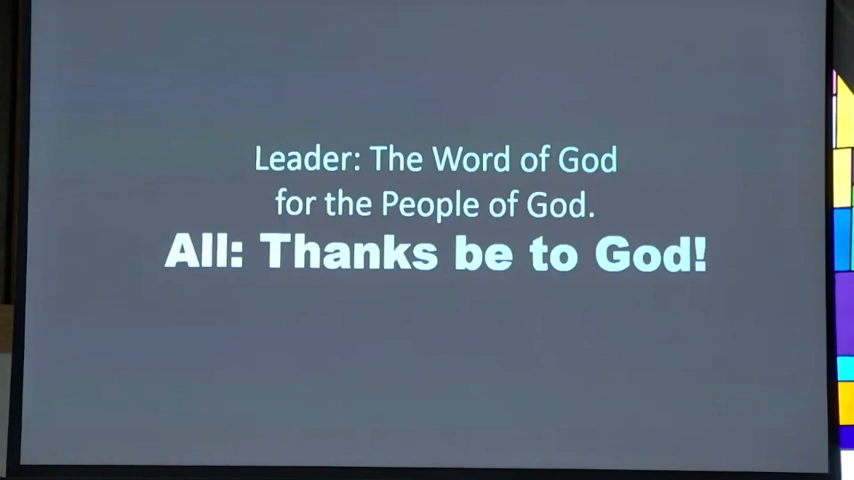 Leader: The Word of God
for the People of God.
All: Thanks be to God!